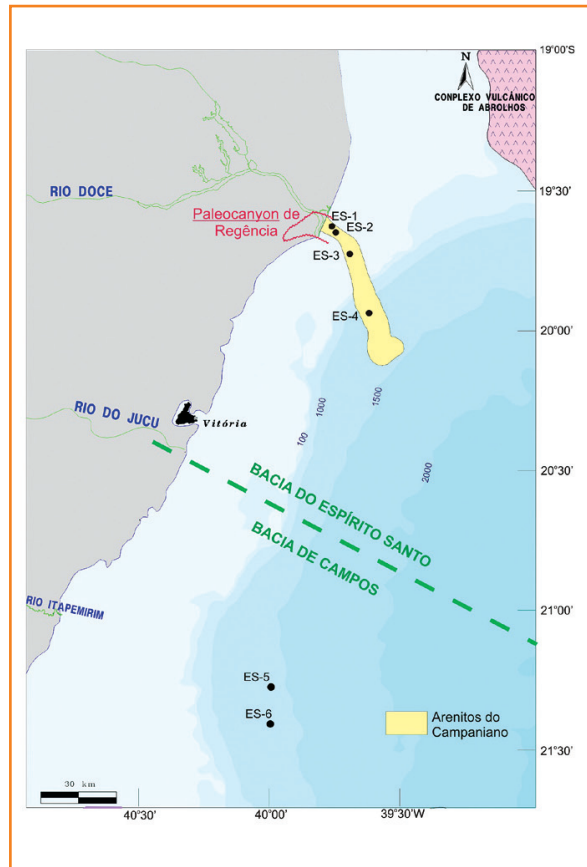 19°00'S
N
CONPLEXO VULCÂNICO
DE ABROLHOS
RIO DOCE
19°30'
Paleocanyon de
Regência
ES-1
ES-2
ES-3
ES-4
20°00'
1500
1000
100
2000
RIO DO JUCU
Vitória
20°30'
BACIA DO ESPÍRITO SANTO
BACIA DE CAMPOS
RIO ITAPEMIRIM
21°00'
ES-5
ES-6
Arenitos do
Campaniano
21°30'
30 km
40°30'
40°00'
39°30'W